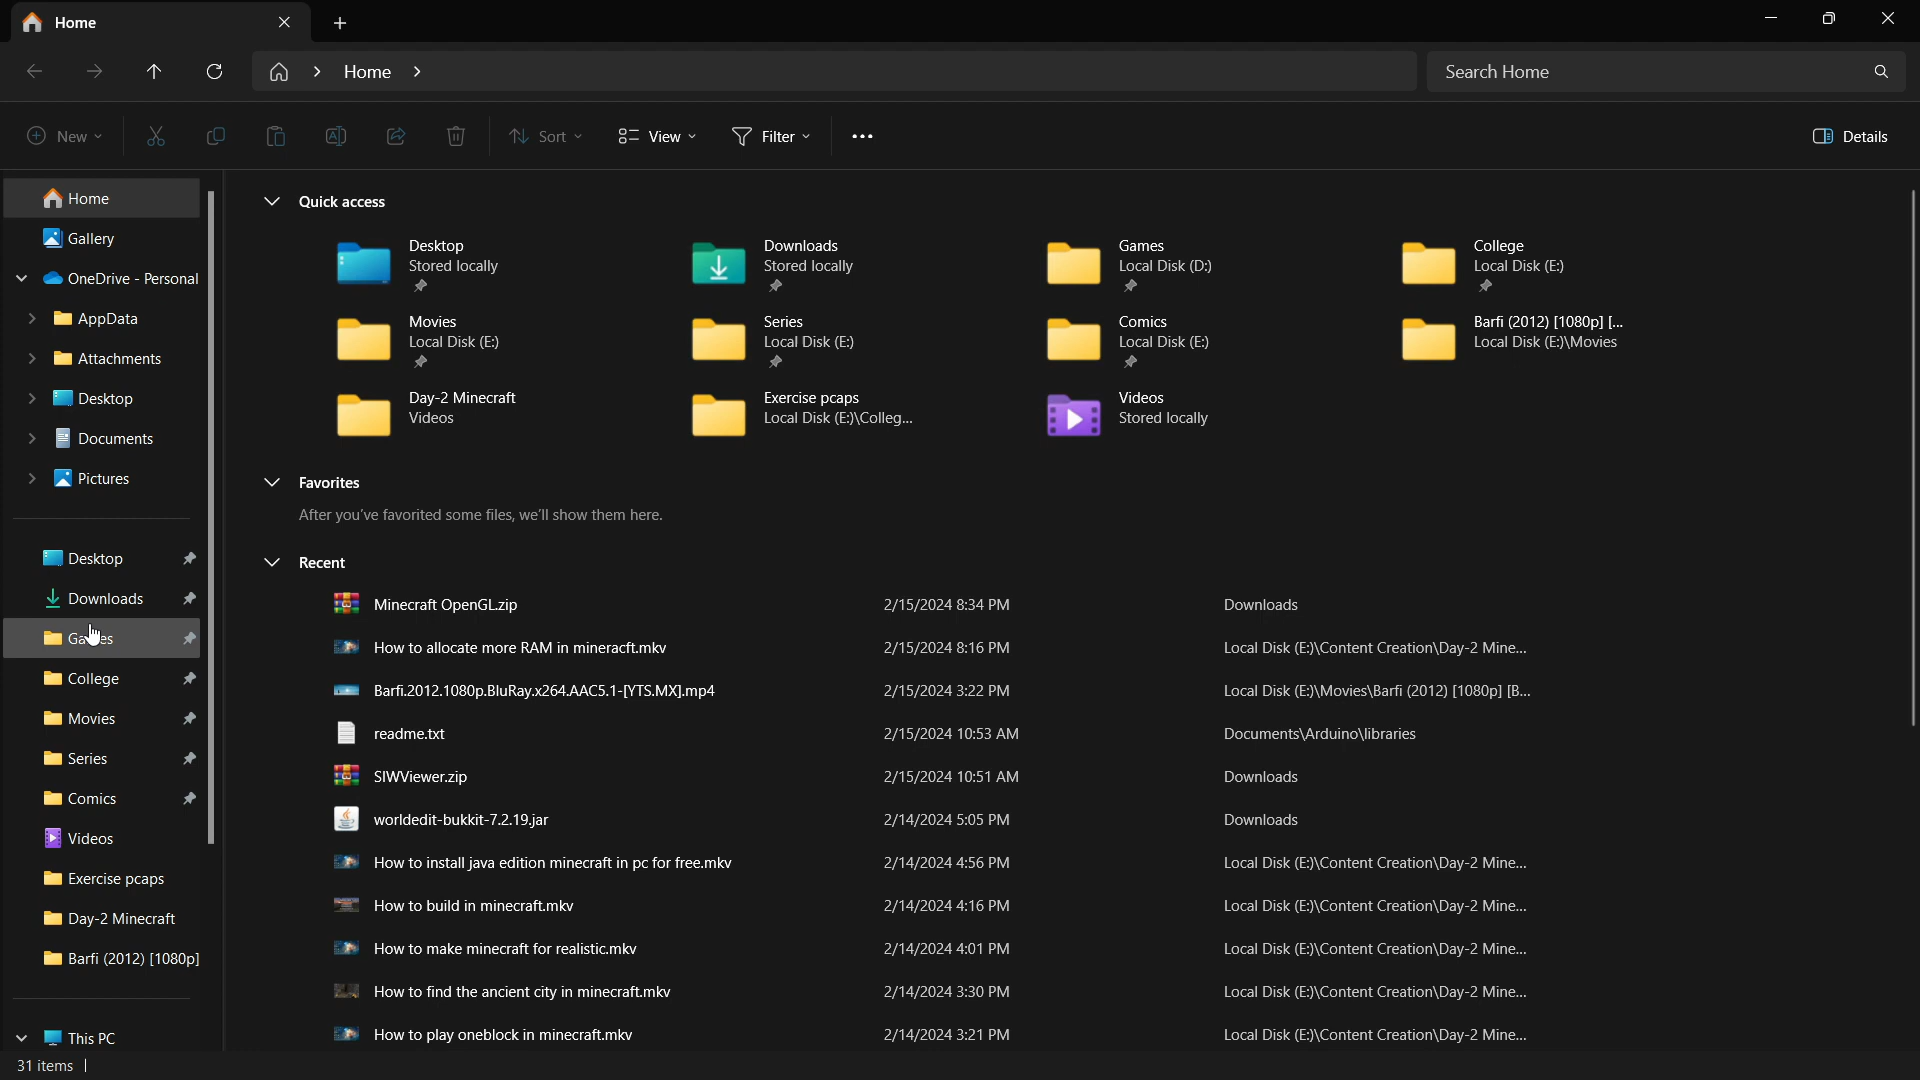 Home
Home
Search Home
New
Sort
View
Filter
Details
Home
Gallery
OneDrive - Personal
AppData
Attachments
Desktop
Documents
Pictures
Desktop
Downloads
College
Movies
Series
Comics
Videos
Exercise pcaps
Day-2 Minecraft
Barfi (2012) [1080p]
This PC
31 items
Quick access
Desktop
Stored locally
Downloads
Stored locally
Games
Local Disk (D:)
College
Local Disk (E:)
Movies
Local Disk (E:)
Series
Local Disk (E:)
Comics
Local Disk (E:)
Barfi (2012) [1080p] [...
Local Disk (E:)\Movies
Day-2 Minecraft
Videos
Exercise pcaps
Local Disk (E:)\Colleg...
Videos
Stored locally
Favorites
After you've favorited some files, we'll show them here.
Recent
Minecraft OpenGL.zip 2/15/2024 8:34 PM Downloads
How to allocate more RAM in mineracft.mkv 2/15/2024 8:16 PM Local Disk (E:)\Content Creation\Day-2 Mine...
Barfi.2012.1080p.BluRay.x264.AAC5.1-[YTS.MX].mp4 2/15/2024 3:22 PM Local Disk (E:)\Movies\Barfi (2012) [1080p] [B...
readme.txt 2/15/2024 10:53 AM Documents\Arduino\libraries
SIWViewer.zip 2/15/2024 10:51 AM Downloads
worldedit-bukkit-7.2.19.jar 2/14/2024 5:05 PM Downloads
How to install java edition minecraft in pc for free.mkv 2/14/2024 4:56 PM Local Disk (E:)\Content Creation\Day-2 Mine...
How to build in minecraft.mkv 2/14/2024 4:16 PM Local Disk (E:)\Content Creation\Day-2 Mine...
How to make minecraft for realistic.mkv 2/14/2024 4:01 PM Local Disk (E:)\Content Creation\Day-2 Mine...
How to find the ancient city in minecraft.mkv 2/14/2024 3:30 PM Local Disk (E:)\Content Creation\Day-2 Mine...
How to play oneblock in minecraft.mkv 2/14/2024 3:21 PM Local Disk (E:)\Content Creation\Day-2 Mine...